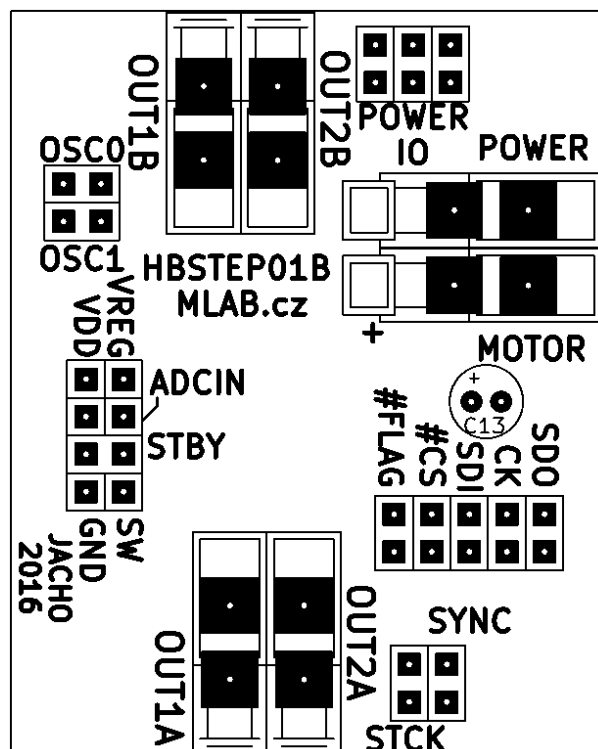 OUT1B
OUT2B
POWER
IO
POWER
OSC0
OSC1
HBSTEP01B
MLAB.cz
+
MOTOR
VREG
VDD
ADCIN
STBY
+
C13
#FLAG
#CS
SDI
CK
SDO
GND
SW
JACHO
2016
OUT1A
OUT2A
SYNC
STCK